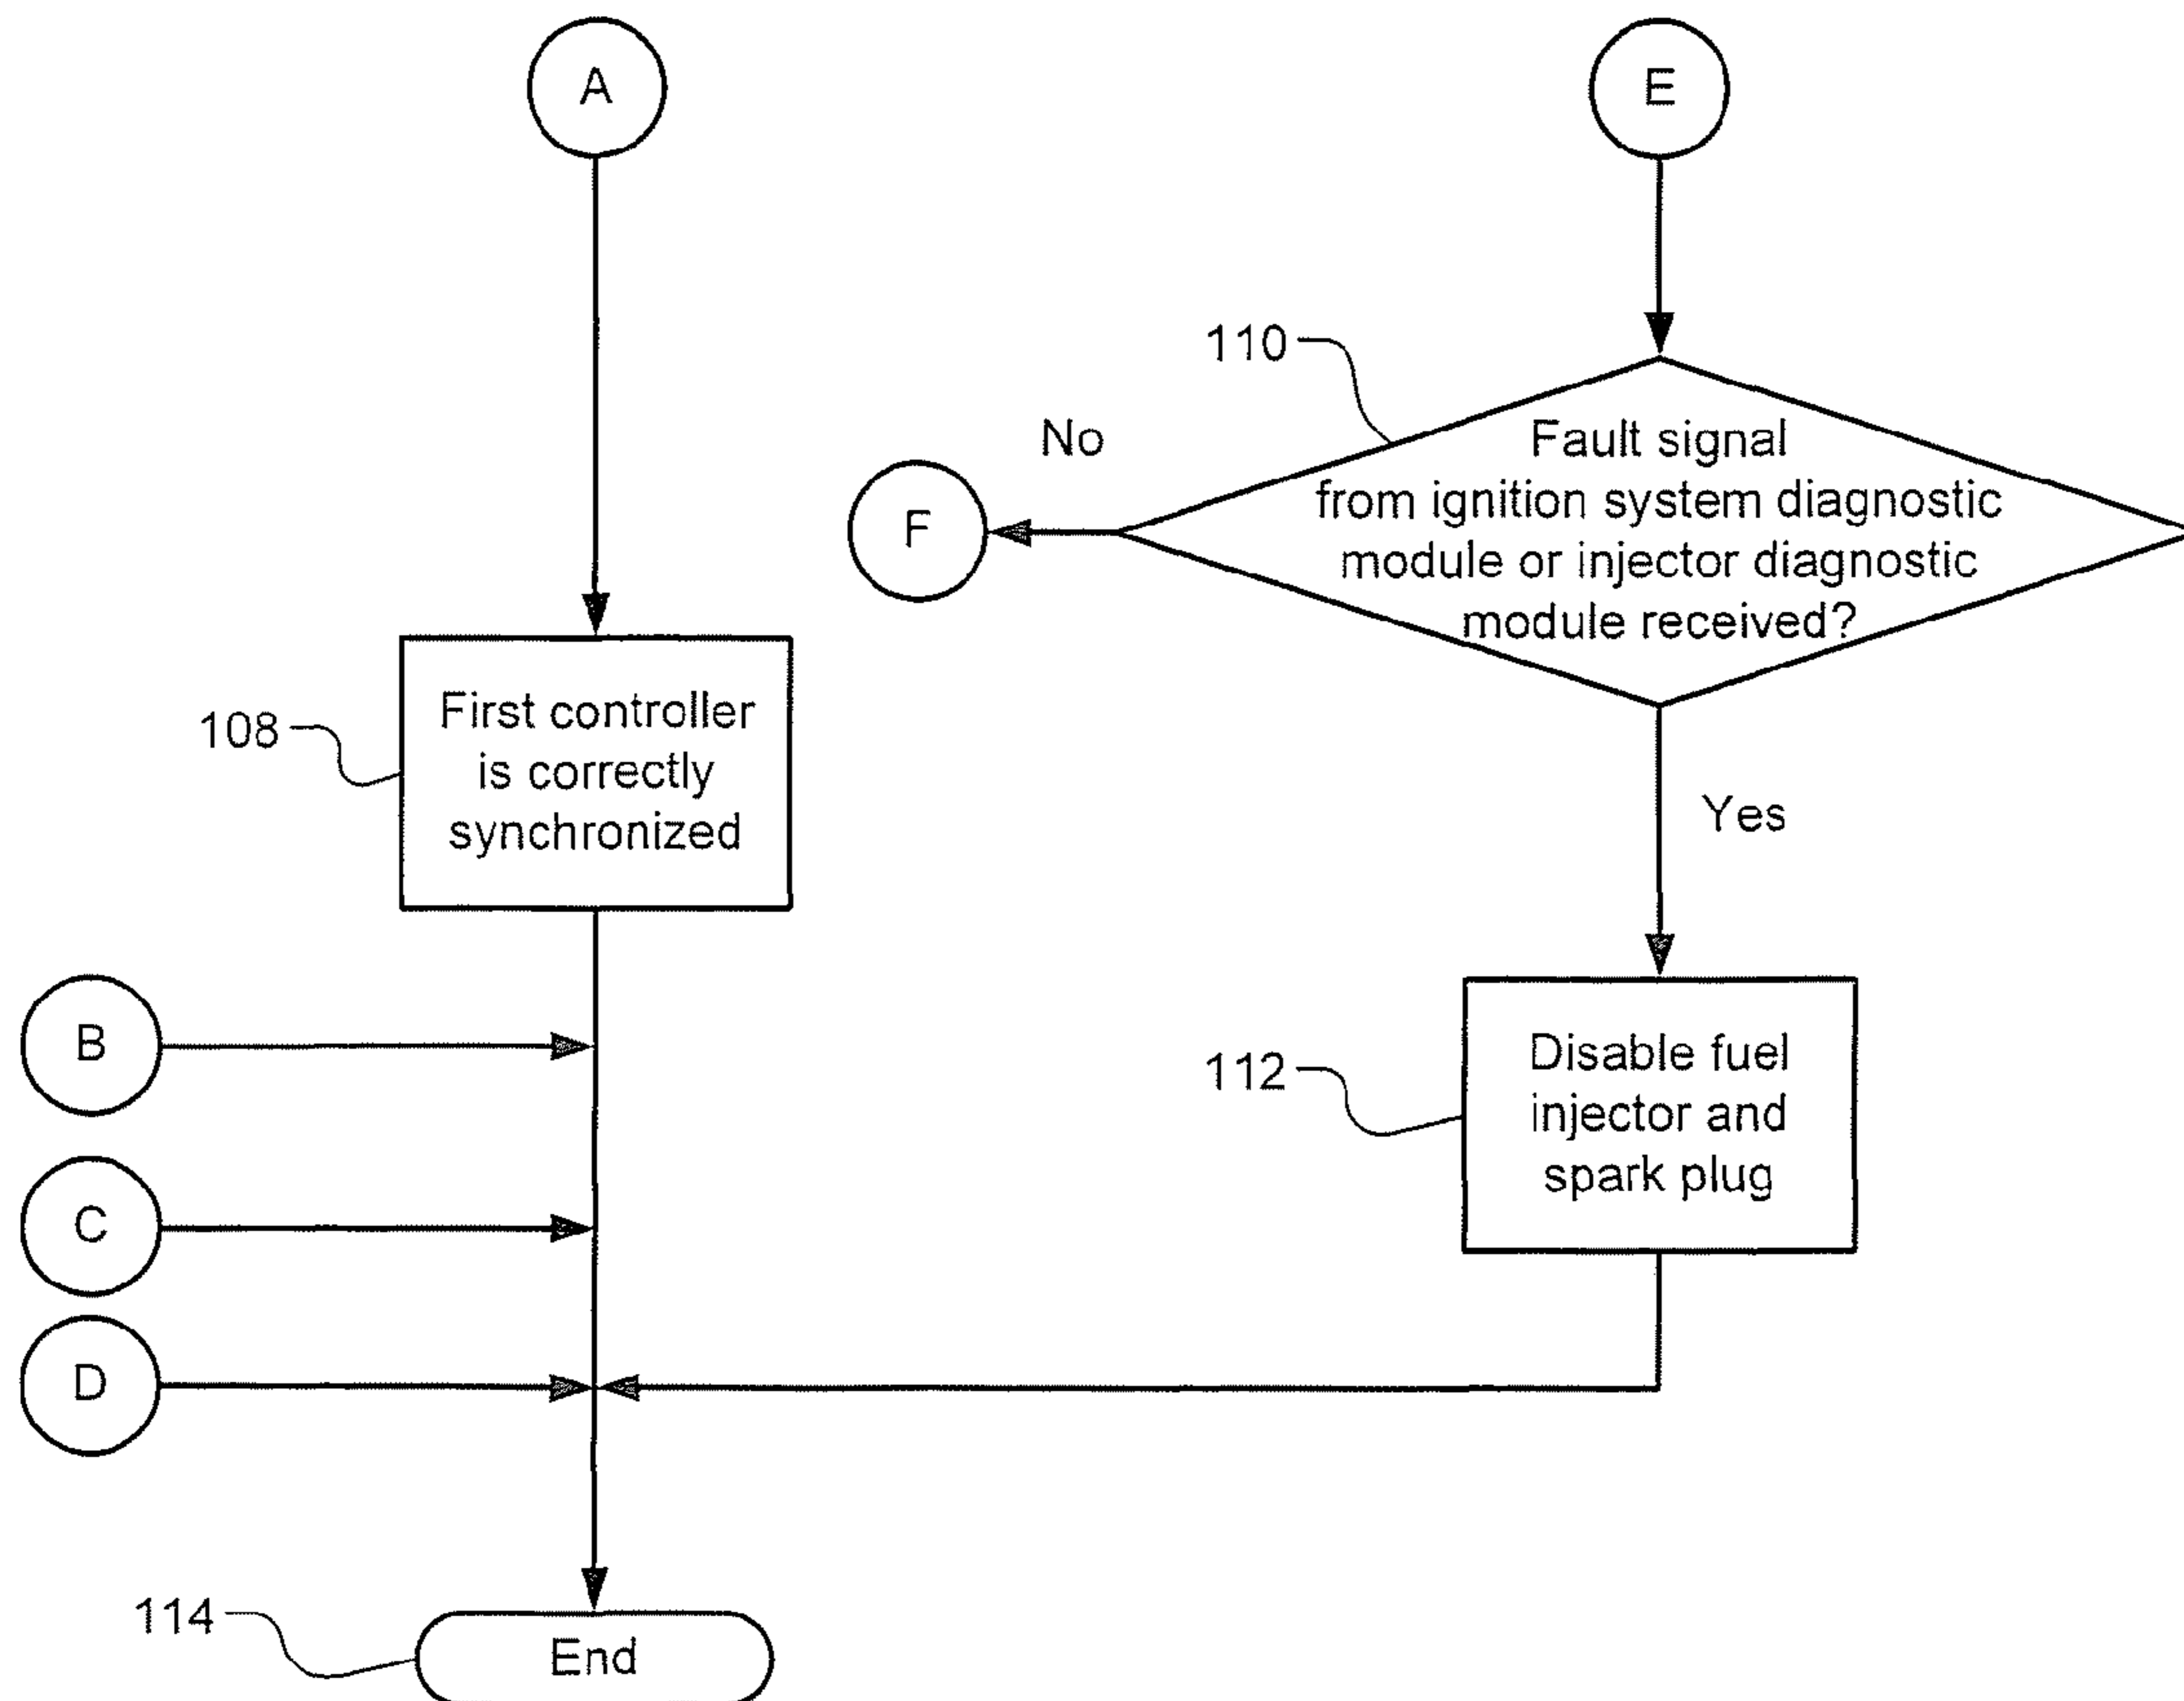 A
E
110
No
Fault signal
from ignition system diagnostic
module or injector diagnostic
module received?
F
108
First controller
is correctly
synchronized
Yes
B
112
Disable fuel
injector and
spark plug
C
D
114
End